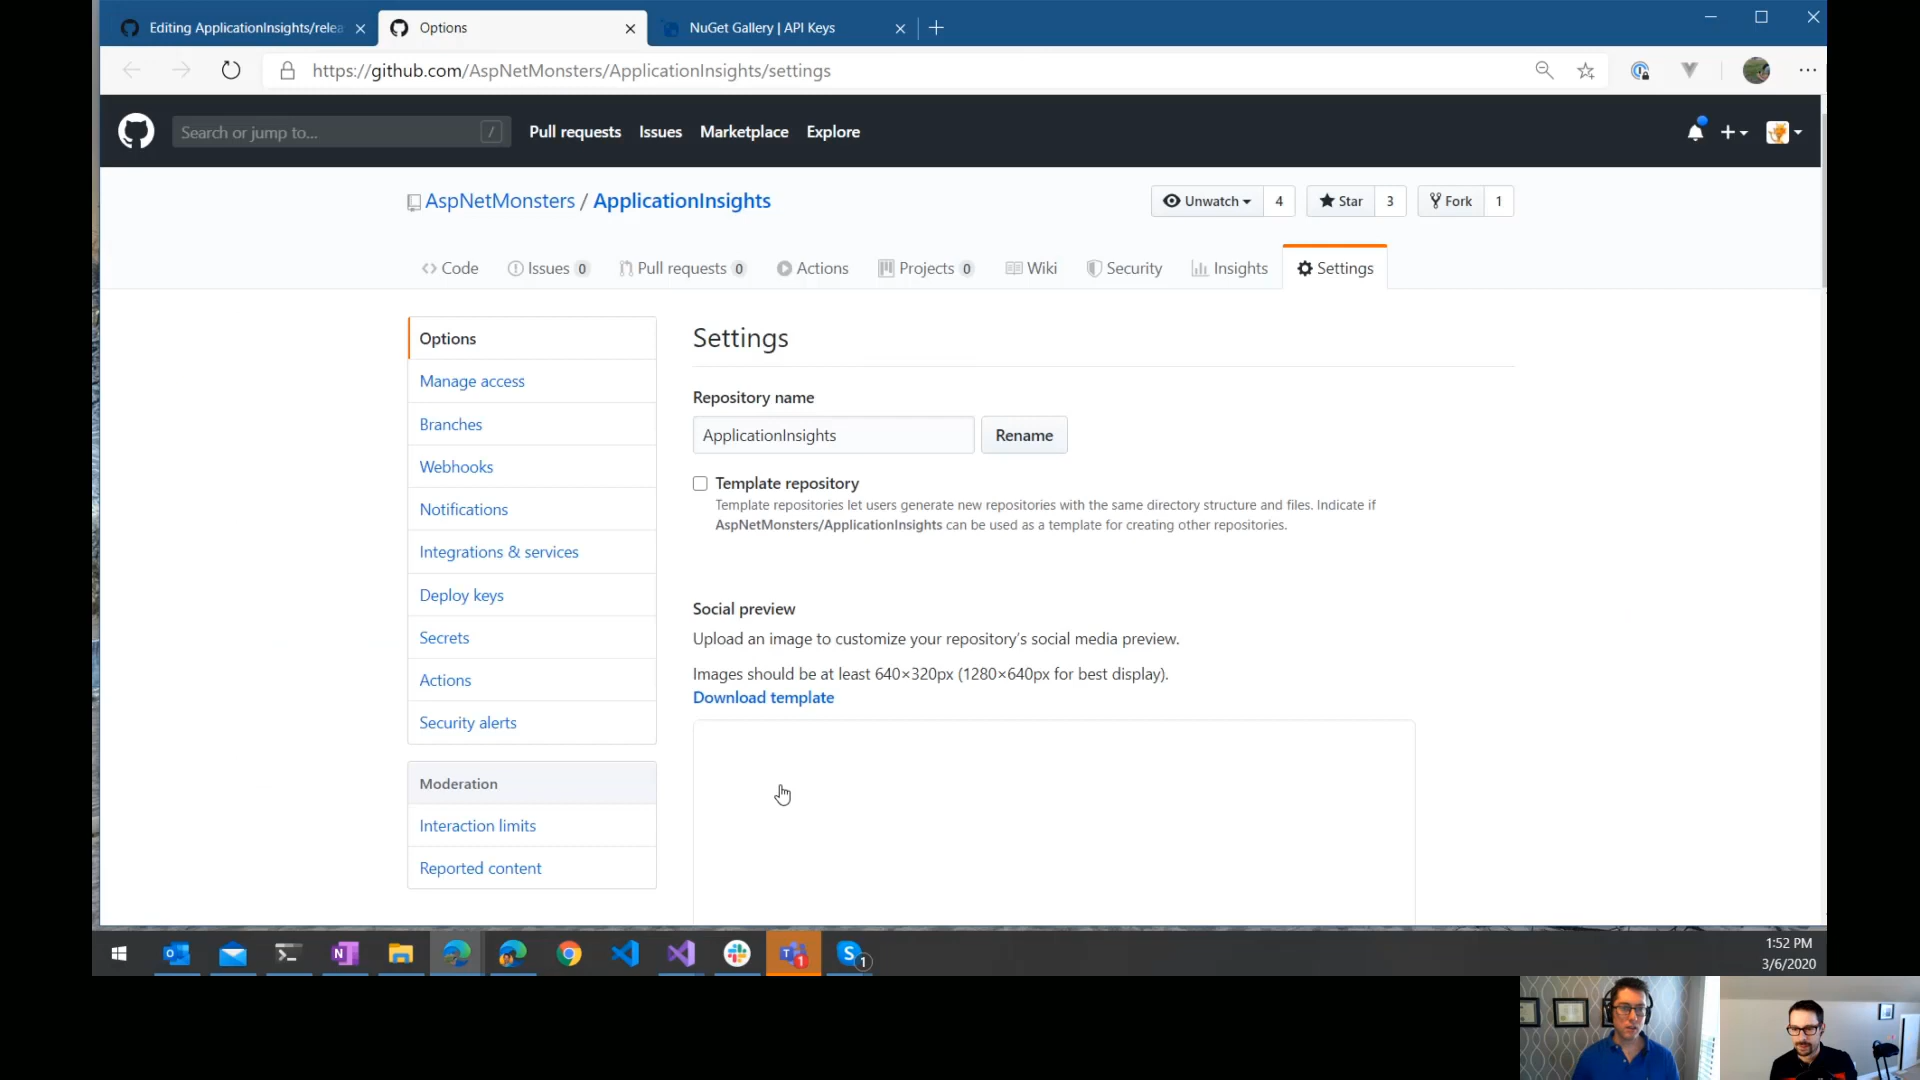 Editing ApplicationInsights/relea
Options
NuGet Gallery | API Keys
https://github.com/AspNetMonsters/ApplicationInsights/settings
Search or jump to...
/
Pull requests
Issues
Marketplace
Explore
AspNetMonsters / ApplicationInsights
Unwatch
4
Star
3
Fork
1
Code
Issues 0
Pull requests 0
Actions
Projects 0
Wiki
Security
Insights
Settings
Options
Manage access
Branches
Webhooks
Notifications
Integrations & services
Deploy keys
Secrets
Actions
Security alerts
Moderation
Interaction limits
Reported content
Settings
Repository name
ApplicationInsights
Rename
Template repository
Template repositories let users generate new repositories with the same directory structure and files. Indicate if
AspNetMonsters/ApplicationInsights can be used as a template for creating other repositories.
Social preview
Upload an image to customize your repository's social media preview.
Images should be at least 640×320px (1280×640px for best display).
Download template
1:52 PM
3/6/2020